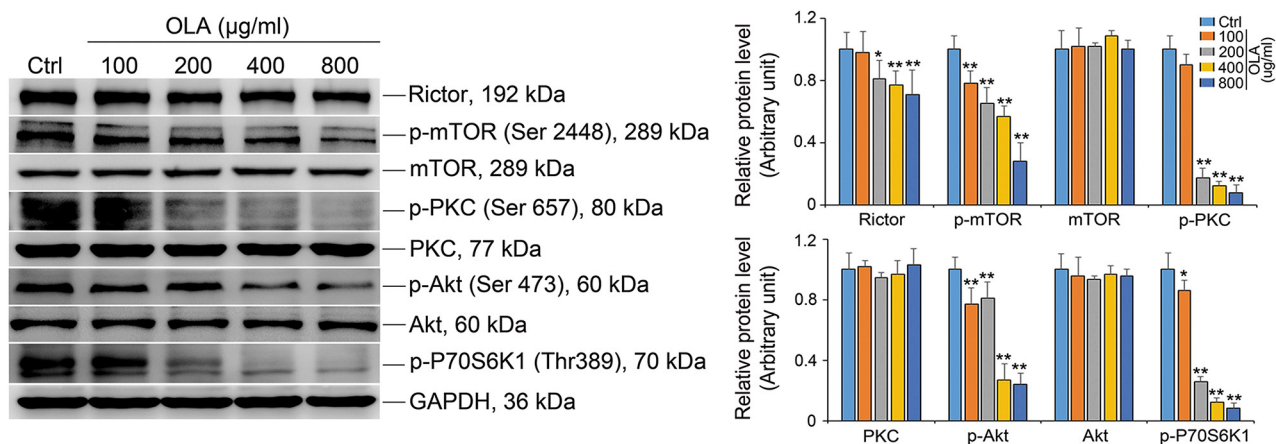 OLA (µg/ml)
Ctrl 100 200 400 800
Rictor, 192 kDa
p-mTOR (Ser 2448), 289 kDa
mTOR, 289 kDa
p-PKC (Ser 657), 80 kDa
PKC, 77 kDa
p-Akt (Ser 473), 60 kDa
Akt, 60 kDa
p-P70S6K1 (Thr389), 70 kDa
GAPDH, 36 kDa
Relative protein level
(Arbitrary unit)
1.2
0.8
0.4
0
* ** **
** ** ** **
** ** **
Rictor p-mTOR mTOR p-PKC
Ctrl
100
200
400
800
OLA
(ug/ml)
Relative protein level
(Arbitrary unit)
1.2
0.8
0.4
0
** ** ** **
* ** ** **
PKC p-Akt Akt p-P70S6K1